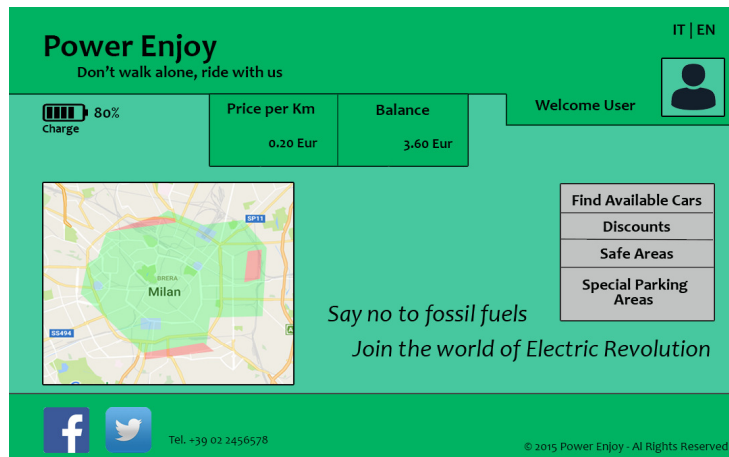 IT | EN
Power Enjoy
Don't walk alone, ride with us
Welcome User
80%
Charge
Price per Km
0.20 Eur
Balance
3.60 Eur
SP11
BRERA
Milan
SS494
Find Available Cars
Discounts
Safe Areas
Special Parking
Areas
Say no to fossil fuels
Join the world of Electric Revolution
Tel. +39 02 2456578
© 2015 Power Enjoy - Al Rights Reserved